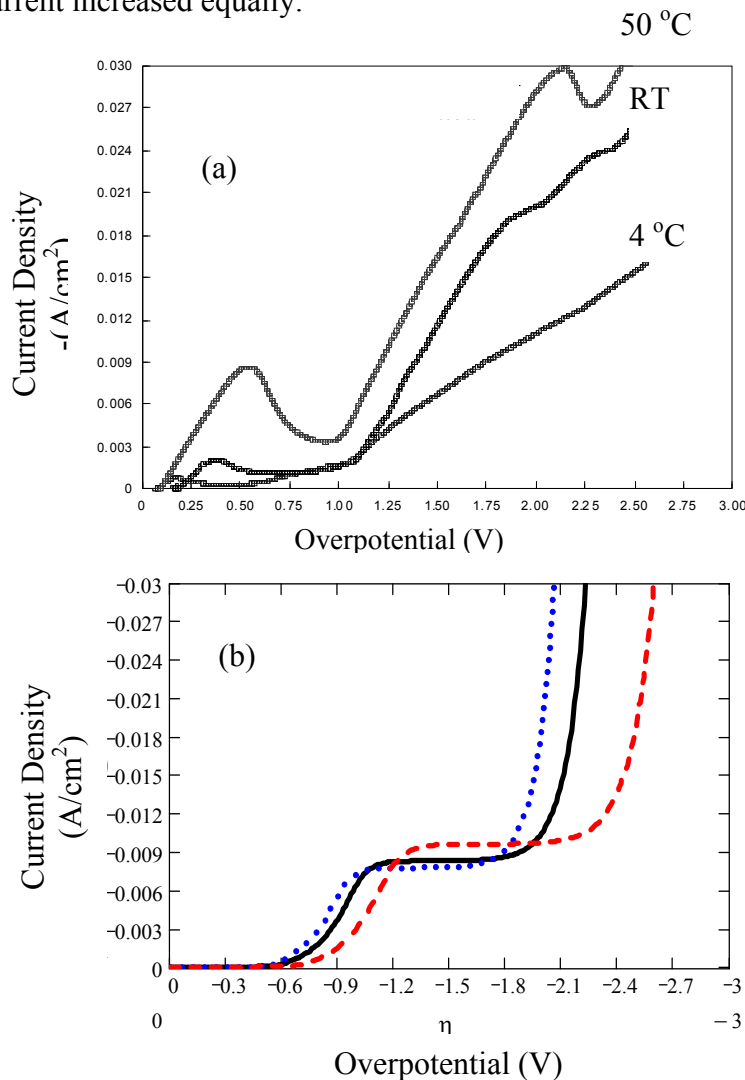 urrent increased equally.
50 °C
RT
4 °C
(a)
0.030
0.027
0.024
0.021
0.018
0.015
0.012
0.009
0.006
0.003
0
Current Density
-(A/cm²)
0 0.25 0.50 0.75 1.00 1.25 1.50 1.75 2.00 2.25 2.50 2.75 3.00
Overpotential (V)
(b)
−0.03
−0.027
−0.024
−0.021
−0.018
−0.015
−0.012
−0.009
−0.006
−0.003
0
Current Density
(A/cm²)
0 −0.3 −0.6 −0.9 −1.2 −1.5 −1.8 −2.1 −2.4 −2.7 −3
0 η −3
Overpotential (V)